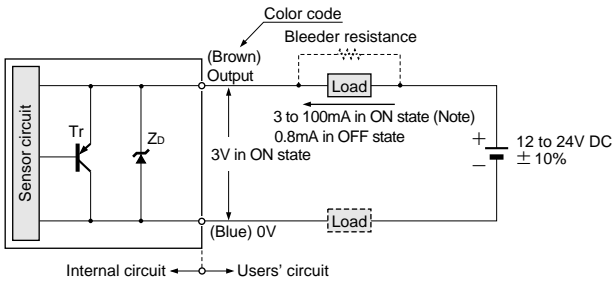 Color code
Bleeder resistance
(Brown)
Output
Load
3 to 100mA in ON state (Note)
0.8mA in OFF state
Sensor circuit
Tr
ZD
3V in ON state
+
−
12 to 24V DC
± 10%
(Blue) 0V
Load
Internal circuit
Users' circuit